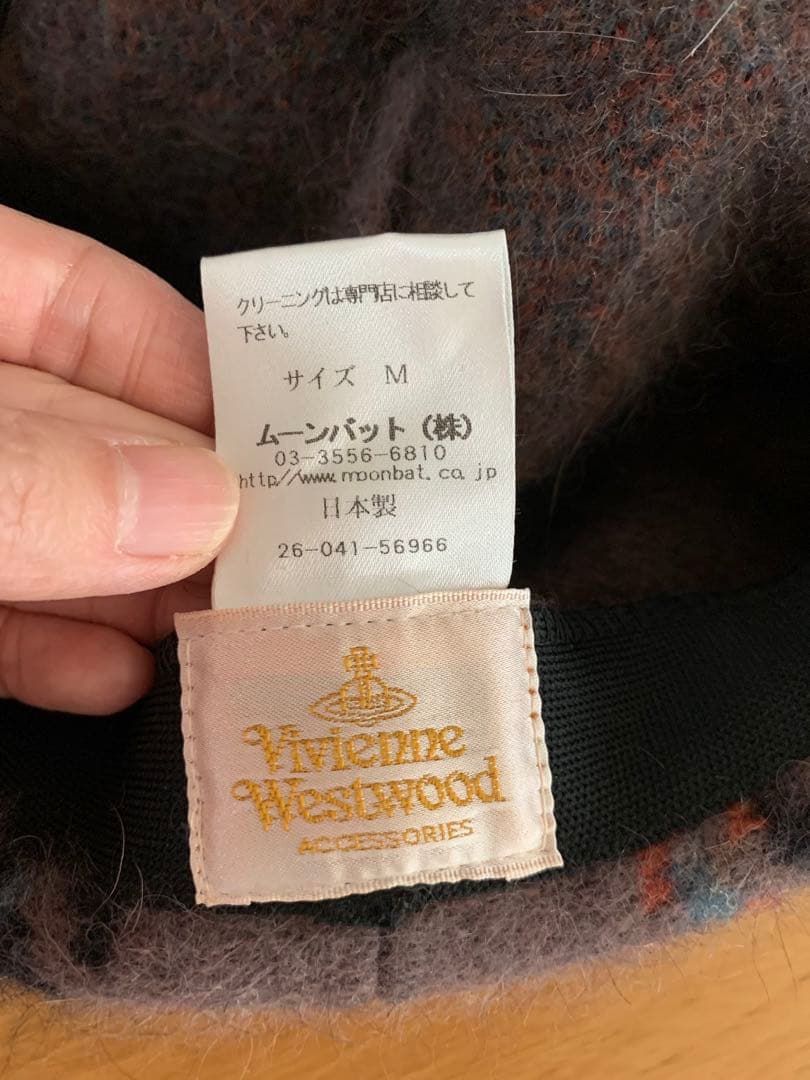 クリーニングは専門店に相談して
下さい。
サイズ M
ムーンバット（株）
03-3556-6810
http//www.moonbat.co.jp
日本製
26-041-56966
Vivienne
Westwood
ACCESSORIES